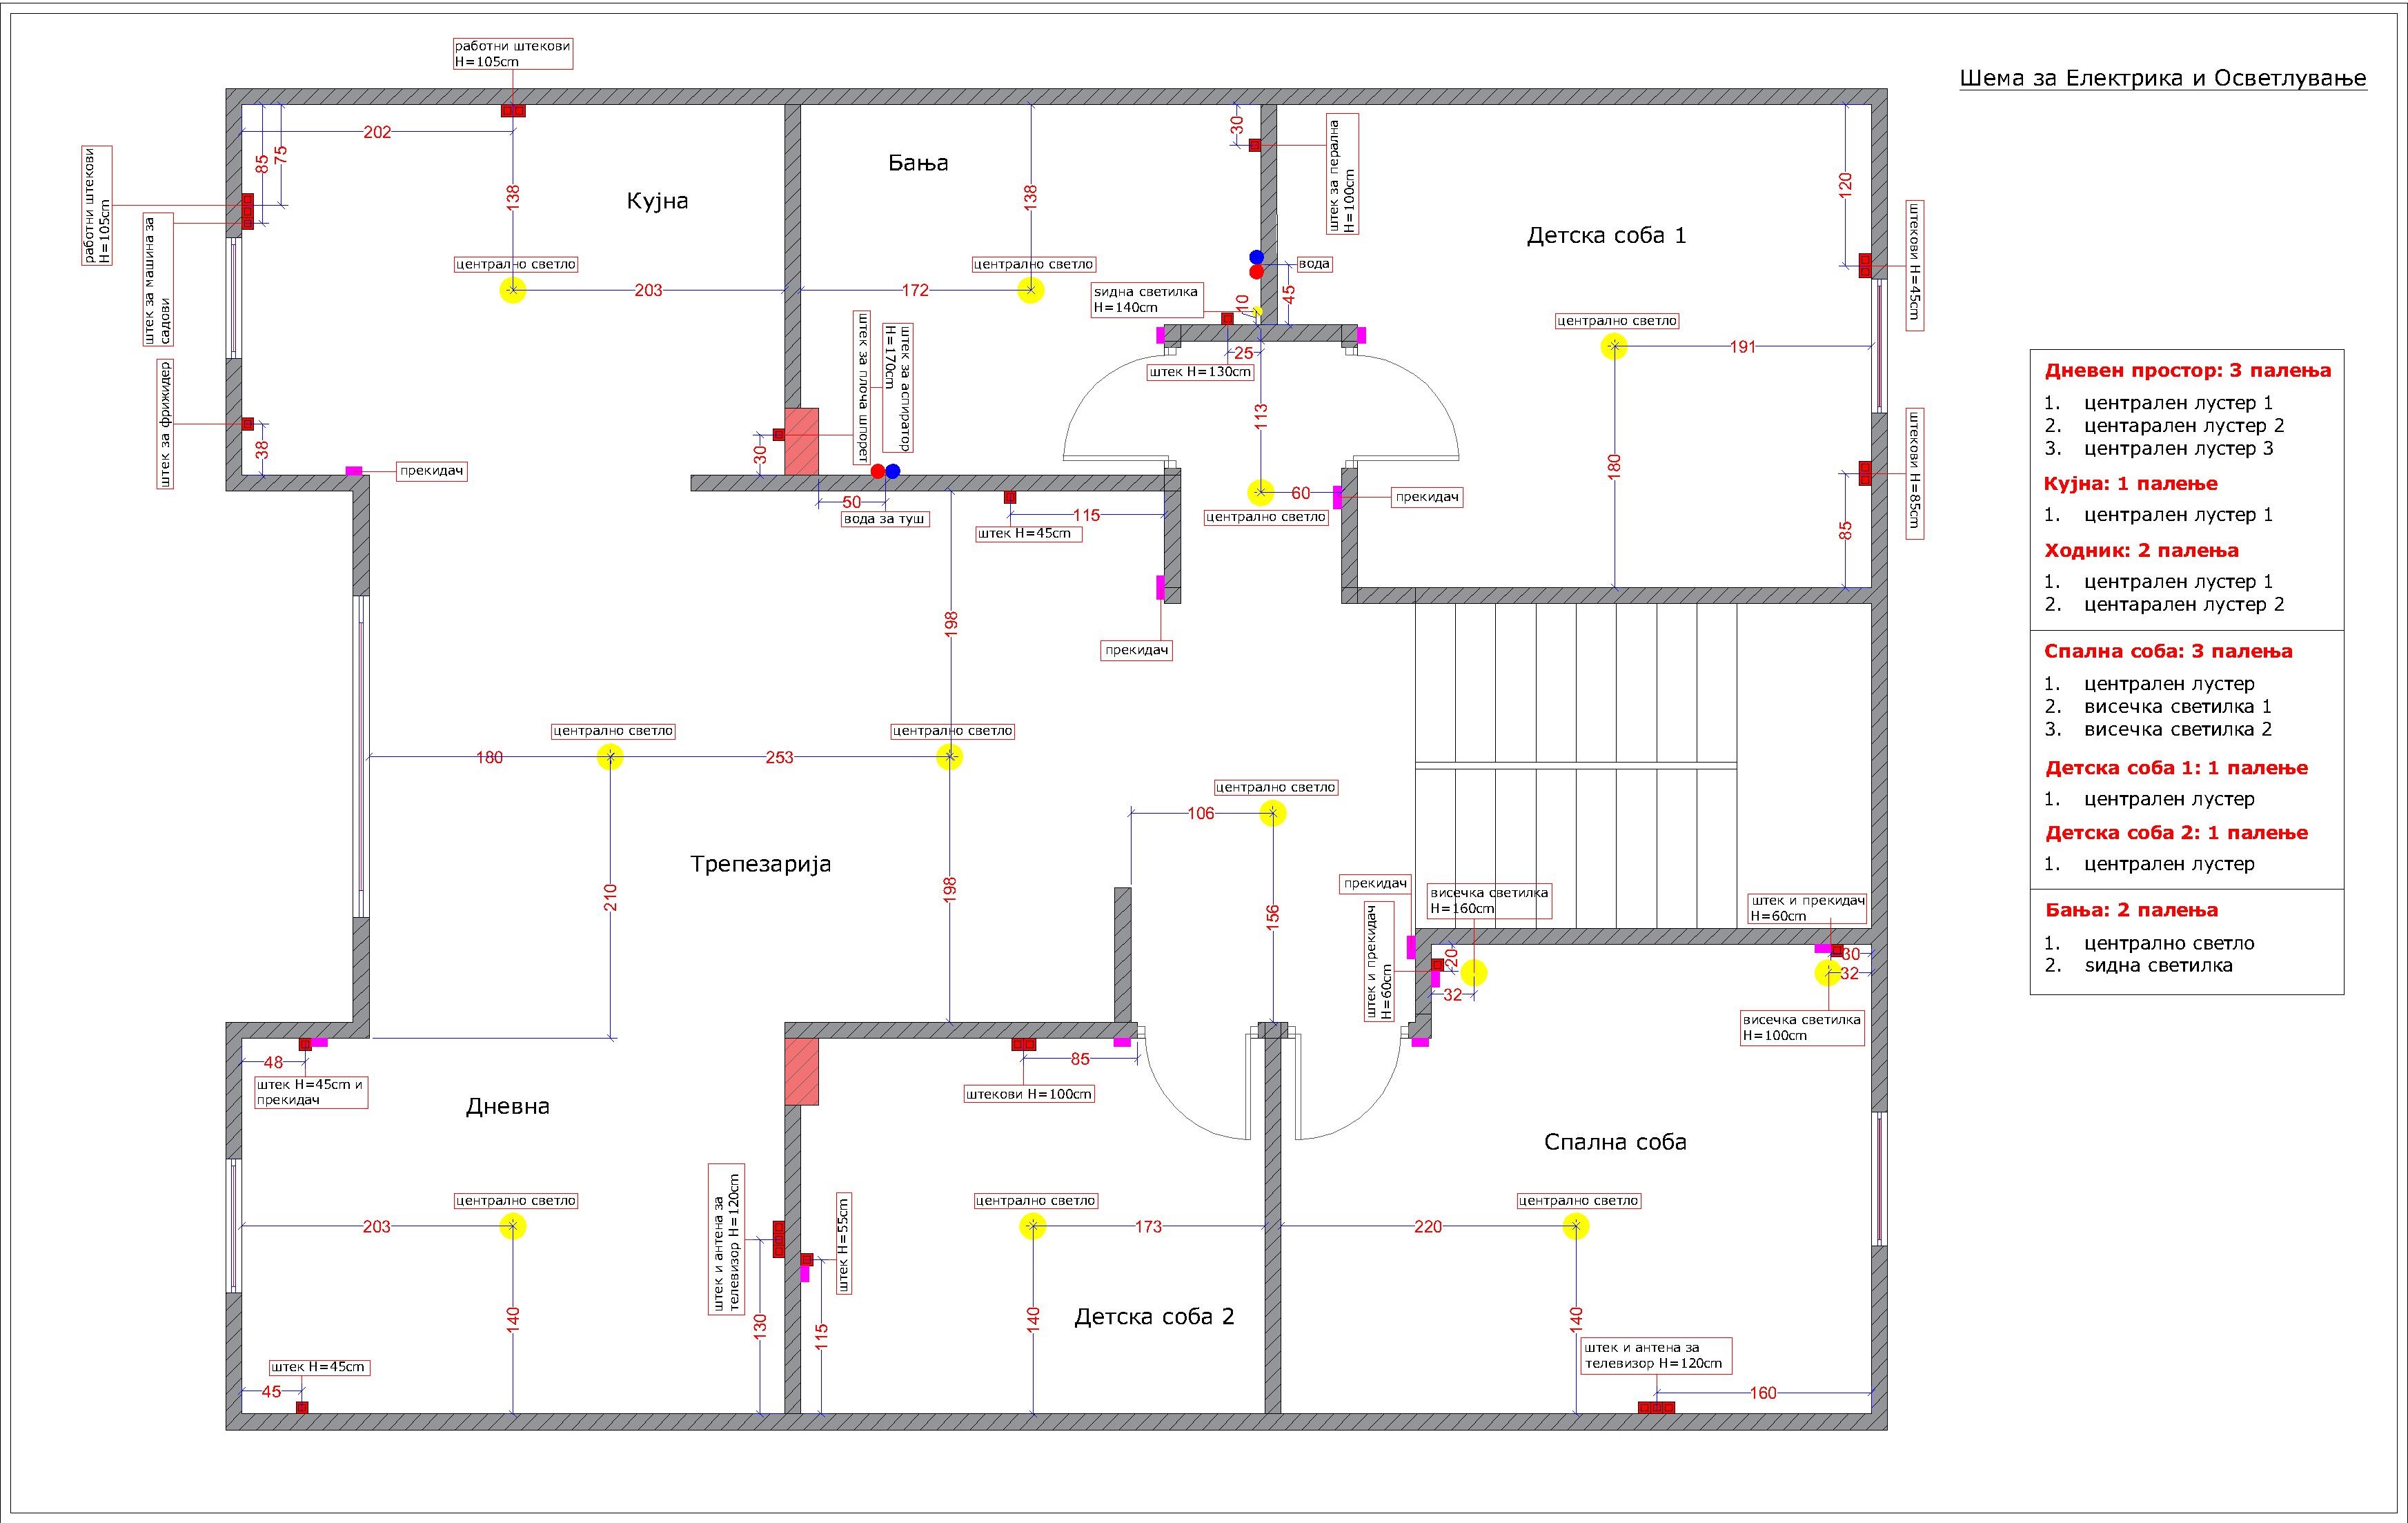 Шема за Електрика и Осветлување
работни штекови
H=105cm
202
85
75
138
работни штекови
H=105cm
штек за машина за
садови
штек за фрижидер
38
Кујна
централно светло
203
прекидач
30
штек за плоча шпорет
штек за аспиратор
H=170cm
Бања
138
централно светло
172
30
штек за перална
H=100cm
вода
45
10
ѕидна светилка
H=140cm
25
штек H=130cm
50
вода за туш
115
штек H=45cm
113
60
централно светло
прекидач
прекидач
Детска соба 1
120
штекови H=45cm
централно светло
191
180
штекови H=85cm
85
198
централно светло
централно светло
180
253
210
198
Трепезарија
централно светло
106
156
прекидач
штек и прекидач
H=60cm
височка светилка
H=160cm
20
32
штек и прекидач
H=60cm
30
32
висечка светилка
H=100cm
48
штек H=45cm и
прекидач
Дневна
централно светло
203
140
штек H=45cm
45
штек и антена за
телевизор H=120cm
130
штек H=55cm
115
85
штекови H=100cm
централно светло
173
140
Детска соба 2
Спална соба
централно светло
220
140
штек и антена за
телевизор H=120cm
160
Дневен простор: 3 палења
1. централен лустер 1
2. центарален лустер 2
3. централен лустер 3
Кујна: 1 палење
1. централен лустер 1
Ходник: 2 палења
1. централен лустер 1
2. центарален лустер 2
Спална соба: 3 палења
1. централен лустер
2. висечка светилка 1
3. висечка светилка 2
Детска соба 1: 1 палење
1. централен лустер
Детска соба 2: 1 палење
1. централен лустер
Бања: 2 палења
1. централно светло
2. ѕидна светилка